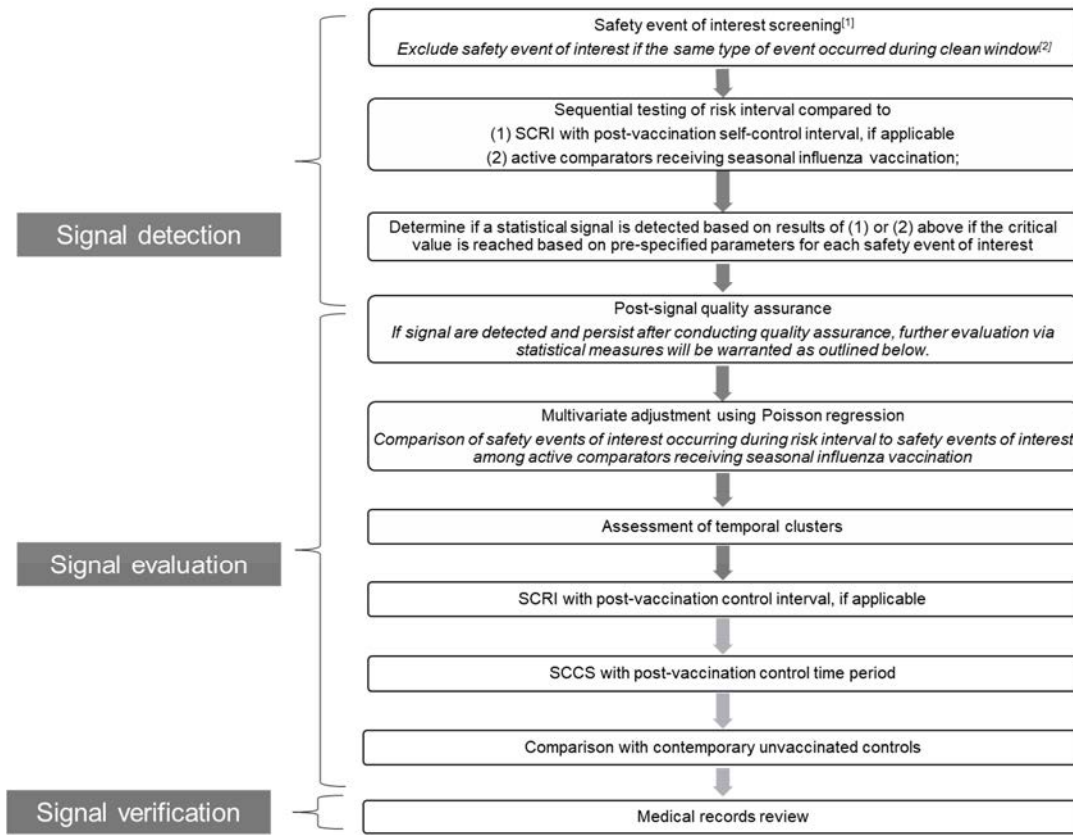 Safety event of interest screening[1]
Exclude safety event of interest if the same type of event occurred during clean window[2]
Sequential testing of risk interval compared to
(1) SCRI with post-vaccination self-control interval, if applicable
(2) active comparators receiving seasonal influenza vaccination;
Signal detection
Determine if a statistical signal is detected based on results of (1) or (2) above if the critical
value is reached based on pre-specified parameters for each safety event of interest
Post-signal quality assurance
If signal are detected and persist after conducting quality assurance, further evaluation via
statistical measures will be warranted as outlined below.
Multivariate adjustment using Poisson regression
Comparison of safety events of interest occurring during risk interval to safety events of interest
among active comparators receiving seasonal influenza vaccination
Assessment of temporal clusters
Signal evaluation
SCRI with post-vaccination control interval, if applicable
SCCS with post-vaccination control time period
Comparison with contemporary unvaccinated controls
Signal verification
Medical records review